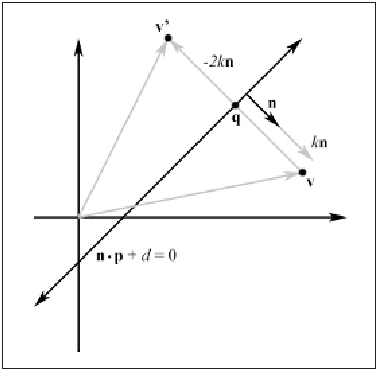 v'
-2kn
n
q
kn
v
n • p + d = 0